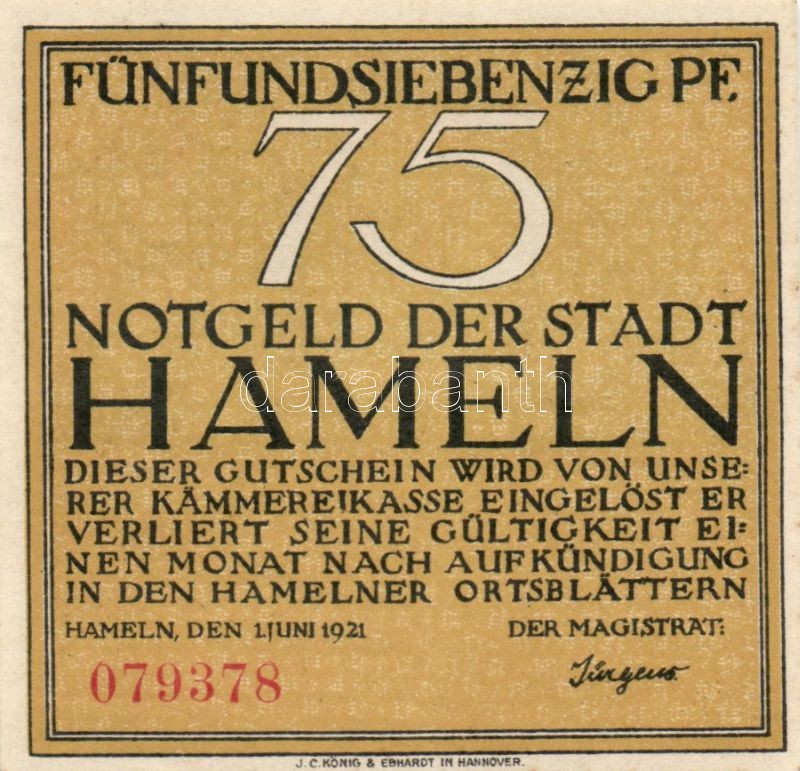 FÜNFUNDSIEBENZIG PF.
75
NOTGELD DER STADT
HAMELN
darabanth
DIESER GUTSCHEIN WIRD VON UNSE=
RER KÄMMEREIKASSE EINGELÖST ER
VERLIERT SEINE GÜLTIGKEIT EI=
NEN MONAT NACH AUFKÜNDIGUNG
IN DEN HAMELNER ORTSBLÄTTERN
HAMELN, DEN 1.JUNI 1921 DER MAGISTRAT:
079378 Jürgens.
J. C. KÖNIG & EBHARDT IN HANNOVER.